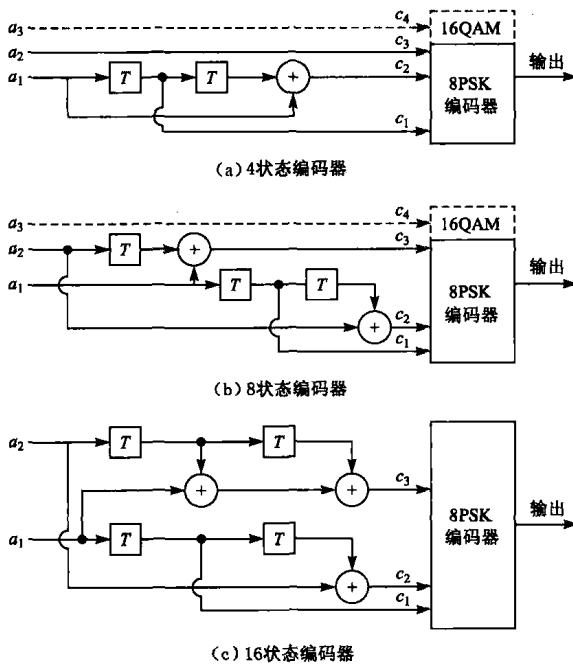 a₃
c₄
16QAM
a₂
c₃
a₁
T
T
+
c₂
8PSK
编码器
输出
c₁
(a) 4状态编码器
a₃
c₄
16QAM
a₂
T
+
c₃
a₁
T
T
8PSK
编码器
输出
+
c₂
c₁
(b) 8状态编码器
a₂
T
T
+
+
c₃
8PSK
编码器
输出
a₁
T
T
+
c₂
c₁
(c) 16状态编码器